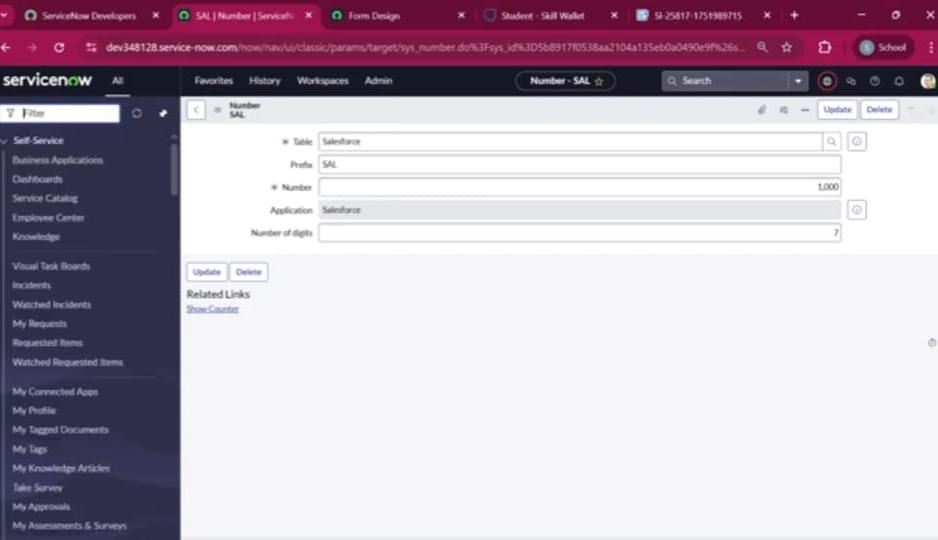 ServiceNow Developers
SAL | Number | ServiceN
Form Design
Student - Skill Wallet
SI-25817-1751989715
dev348128.service-now.com/now/nav/ui/classic/params/target/sys_number.do%3Fsys_id%3D5b8917f0538aa2104a135eb0a0490e9f%26s...
School
servicenow
All
Favorites
History
Workspaces
Admin
Number - SAL
Search
Filter
Number
SAL
Update
Delete
Self-Service
Business Applications
Dashboards
Service Catalog
Employee Center
Knowledge
Visual Task Boards
Incidents
Watched Incidents
My Requests
Requested Items
Watched Requested Items
My Connected Apps
My Profile
My Tagged Documents
My Tags
My Knowledge Articles
Take Survey
My Approvals
My Assessments & Surveys
* Table Salesforce
Prefix SAL
* Number 1,000
Application Salesforce
Number of digits 7
Update
Delete
Related Links
Show Counter